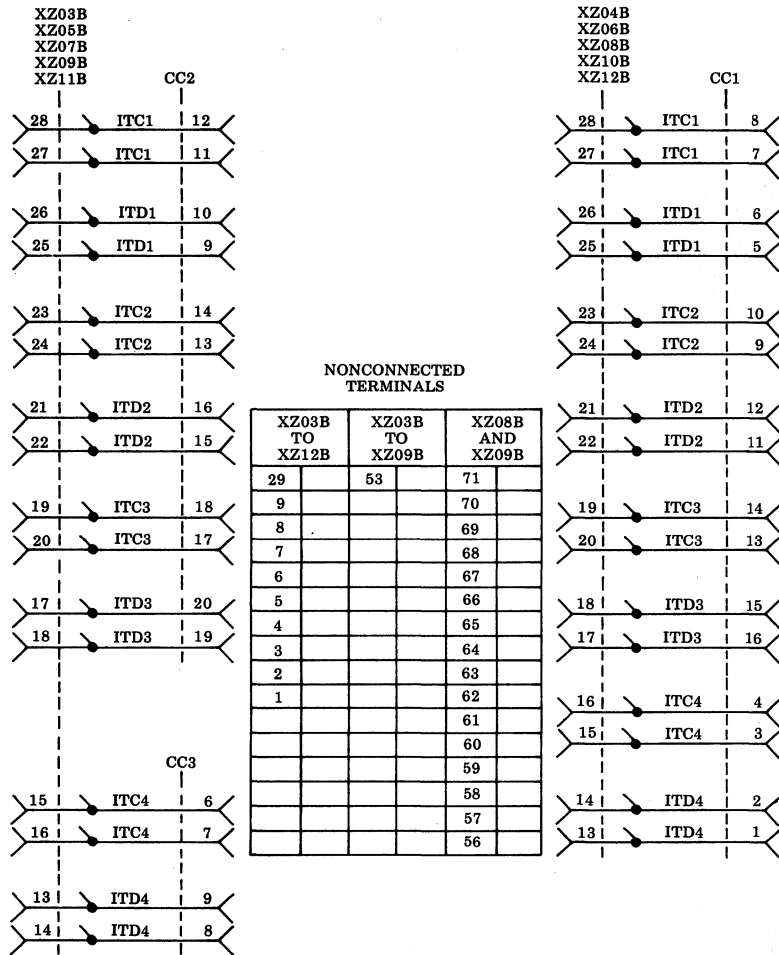 XZ03B
XZ05B
XZ07B
XZ09B
XZ11B CC2
28 ITC1 12
27 ITC1 11
26 ITD1 10
25 ITD1 9
23 ITC2 14
24 ITC2 13
21 ITD2 16
22 ITD2 15
19 ITC3 18
20 ITC3 17
17 ITD3 20
18 ITD3 19
CC3
15 ITC4 6
16 ITC4 7
13 ITD4 9
14 ITD4 8
NONCONNECTED
TERMINALS
XZ03B XZ03B XZ08B
TO TO AND
XZ12B XZ09B XZ09B
29 53 71
9 70
8 69
7 68
6 67
5 66
4 65
3 64
2 63
1 62
61
60
59
58
57
56
XZ04B
XZ06B
XZ08B
XZ10B
XZ12B CC1
28 ITC1 8
27 ITC1 7
26 ITD1 6
25 ITD1 5
23 ITC2 10
24 ITC2 9
21 ITD2 12
22 ITD2 11
19 ITC3 14
20 ITC3 13
18 ITD3 15
17 ITD3 16
16 ITC4 4
15 ITC4 3
14 ITD4 2
13 ITD4 1